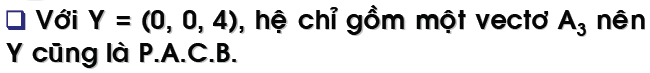 ❑ Với Y = (0, 0, 4), hệ chỉ gồm một vectơ A₃ nên
Y cũng là P.A.C.B.